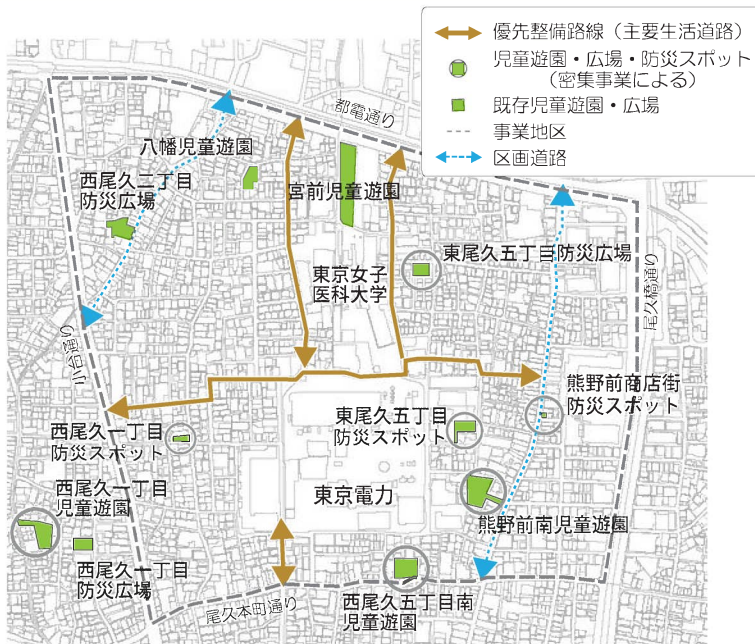 優先整備路線（主要生活道路）
児童遊園・広場・防災スポット
（密集事業による）
既存児童遊園・広場
事業地区
区画道路
都電通り
八幡児童遊園
西尾久二丁目
防災広場
宮前児童遊園
東京女子
医科大学
東尾久五丁目防災広場
尾久橋通り
小台通り
熊野前商店街
防災スポット
西尾久一丁目
防災スポット
東尾久五丁目
防災スポット
西尾久一丁目
児童遊園
東京電力
熊野前南児童遊園
西尾久一丁目
防災広場
尾久本町通り
西尾久五丁目南
児童遊園